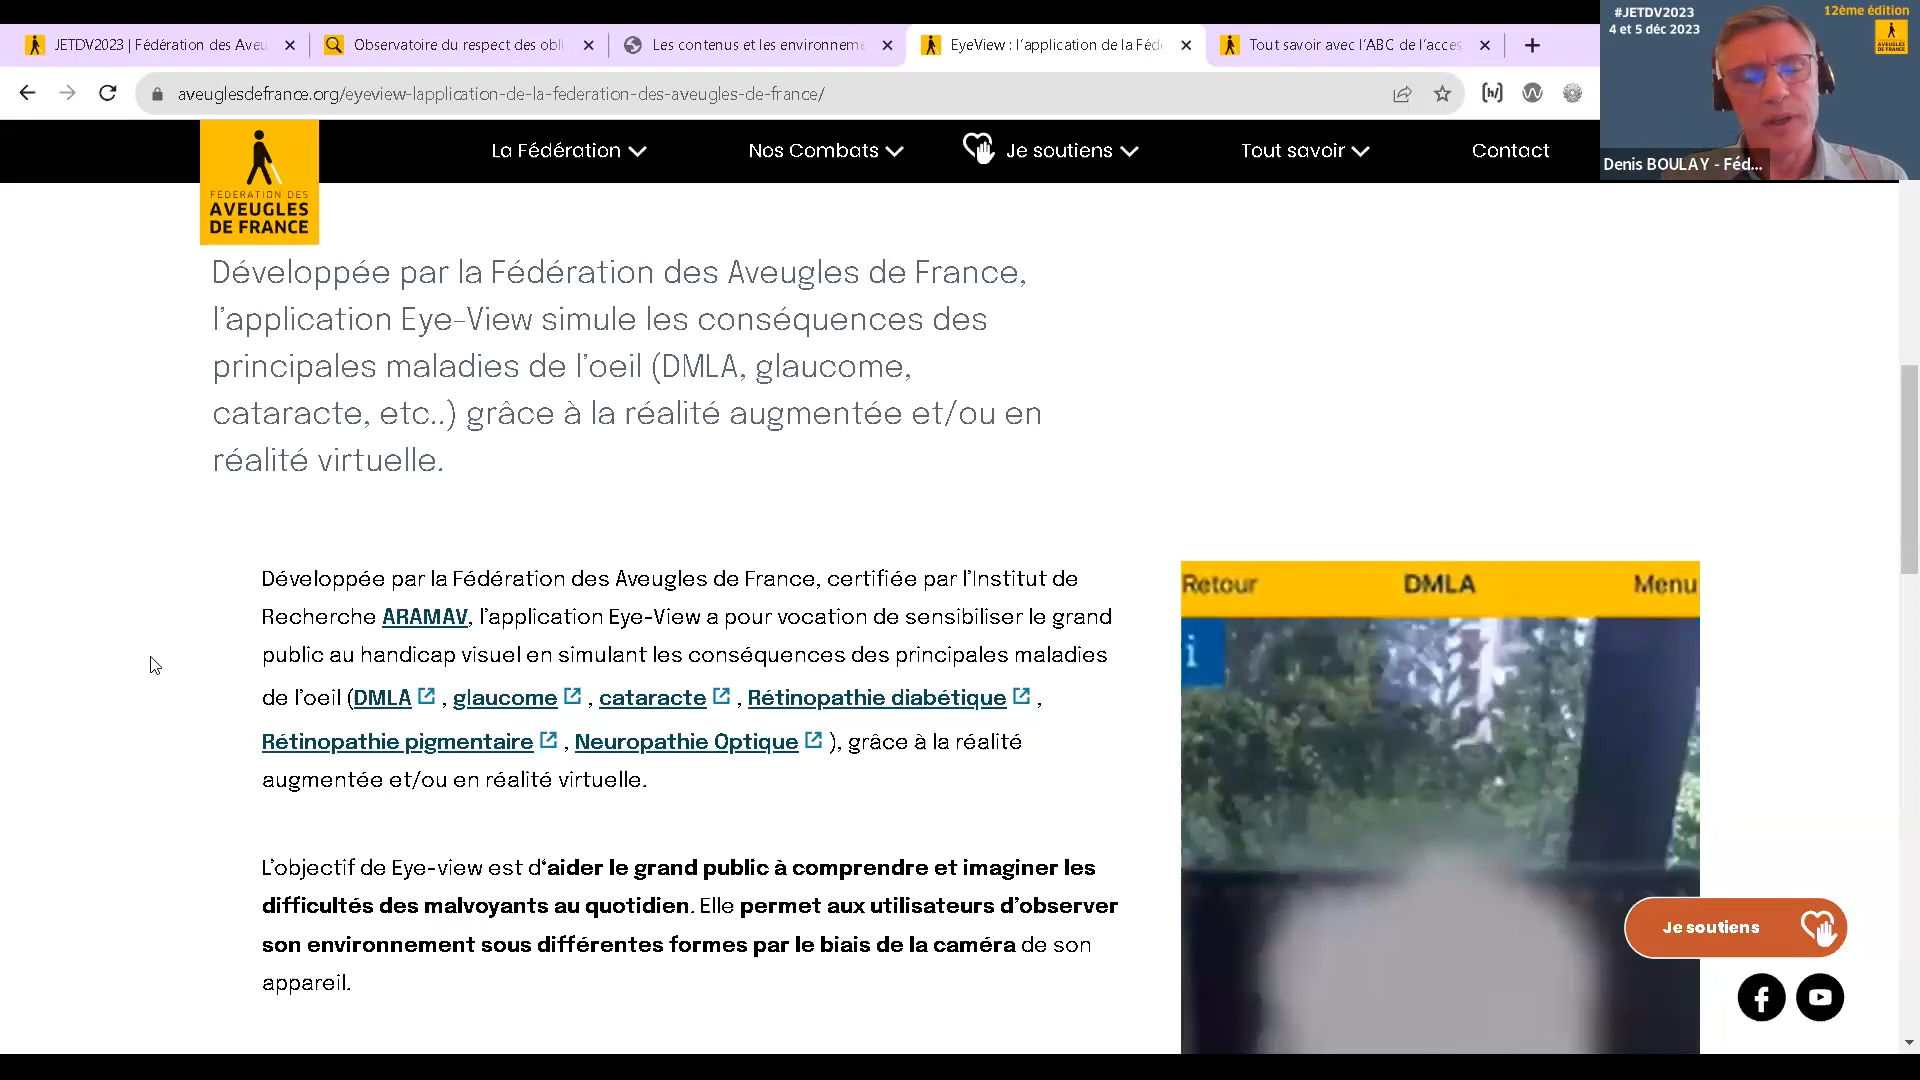 JETDV2023 | Fédération des Aveu
Observatoire du respect des obli
Les contenus et les environneme
EyeView : l'application de la Féd
Tout savoir avec l'ABC de l'acces
#JETDV2023
4 et 5 déc 2023
12ème édition
aveuglesdefrance.org/eyeview-lapplication-de-la-federation-des-aveugles-de-france/
La Fédération
Nos Combats
Je soutiens
Tout savoir
Contact
Denis BOULAY - Féd...
FÉDÉRATION DES
AVEUGLES
DE FRANCE
Développée par la Fédération des Aveugles de France,
l'application Eye-View simule les conséquences des
principales maladies de l'oeil (DMLA, glaucome,
cataracte, etc..) grâce à la réalité augmentée et/ou en
réalité virtuelle.
Développée par la Fédération des Aveugles de France, certifiée par l'Institut de
Recherche ARAMAV, l'application Eye-View a pour vocation de sensibiliser le grand
public au handicap visuel en simulant les conséquences des principales maladies
de l'oeil (DMLA , glaucome , cataracte , Rétinopathie diabétique ,
Rétinopathie pigmentaire , Neuropathie Optique ), grâce à la réalité
augmentée et/ou en réalité virtuelle.
L'objectif de Eye-view est d'aider le grand public à comprendre et imaginer les
difficultés des malvoyants au quotidien. Elle permet aux utilisateurs d'observer
son environnement sous différentes formes par le biais de la caméra de son
appareil.
Retour
DMLA
Menu
i
Je soutiens